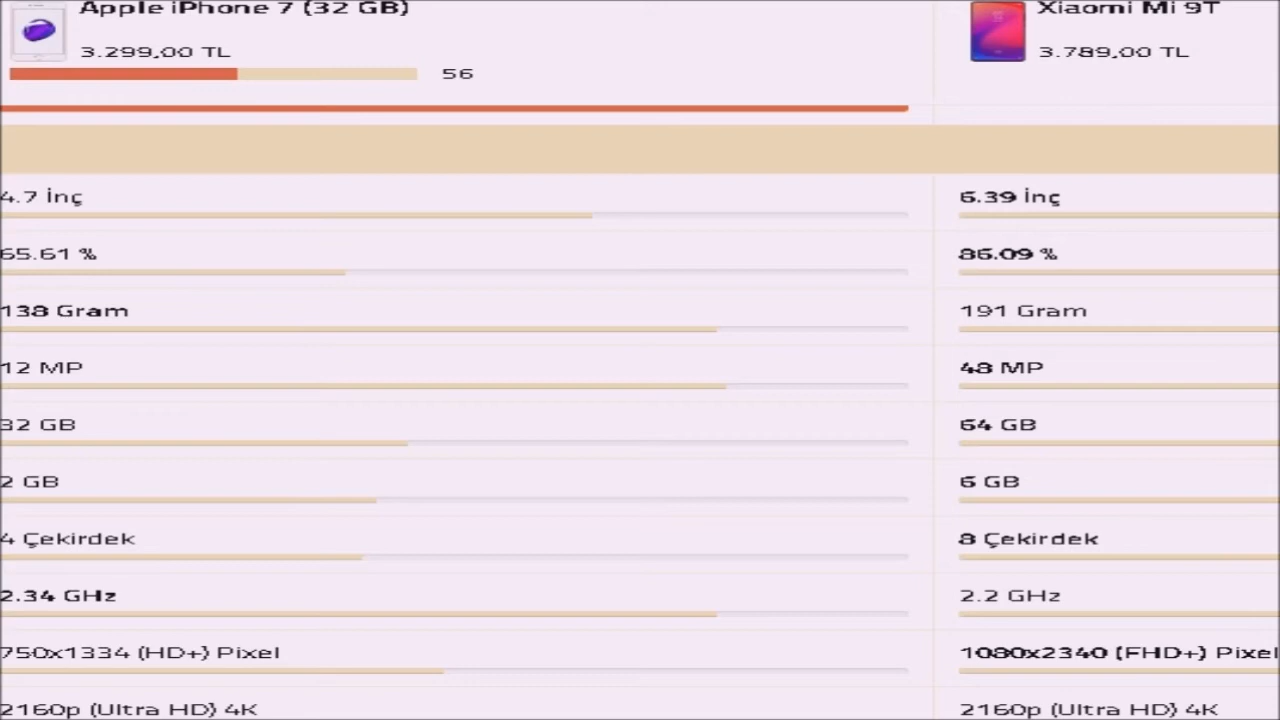 Apple iPhone 7 (32 GB)
3.299,00 TL
56
Xiaomi Mi 9T
3.789,00 TL
4.7 İnç
6.39 İnç
65.61 %
86.09 %
138 Gram
191 Gram
12 MP
48 MP
32 GB
64 GB
2 GB
6 GB
4 Çekirdek
8 Çekirdek
2.34 GHz
2.2 GHz
750x1334 (HD+) Pixel
1080x2340 (FHD+) Pixel
2160p (Ultra HD) 4K
2160p (Ultra HD) 4K